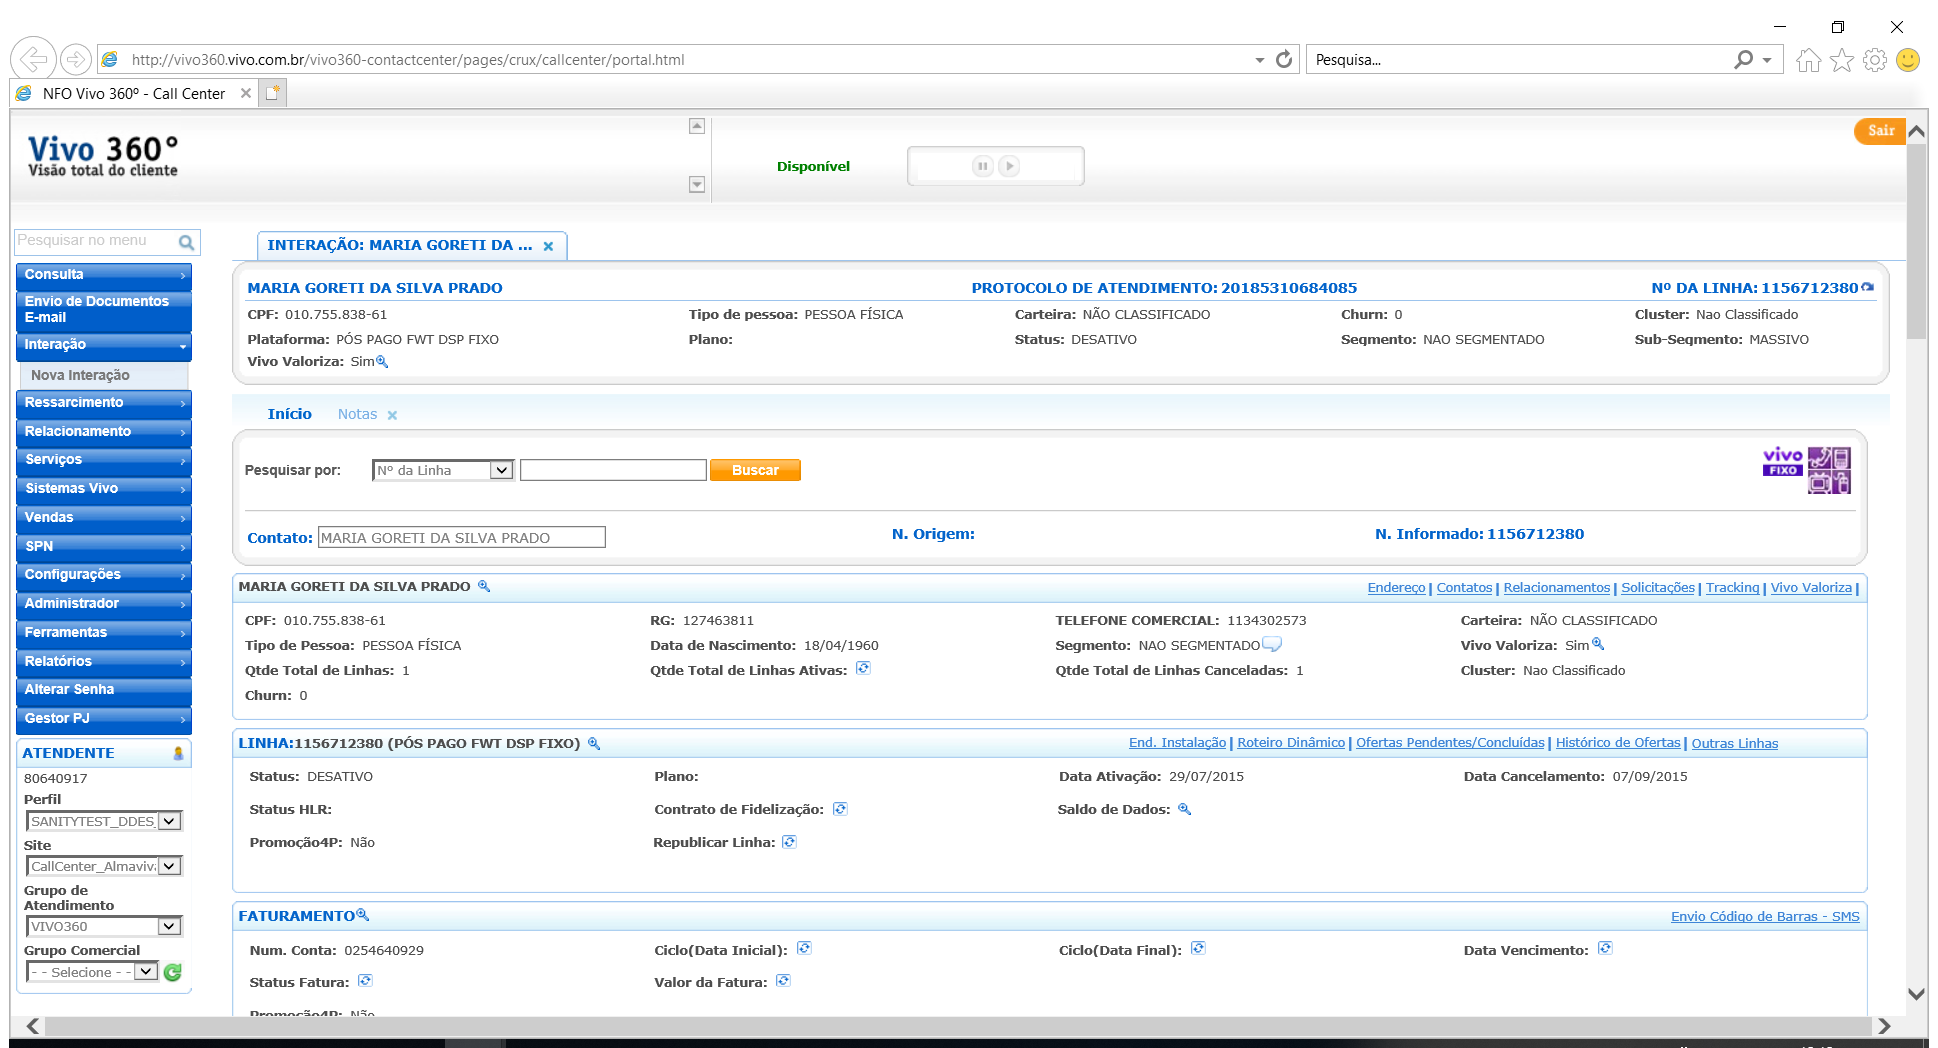 http://vivo360.vivo.com.br/vivo360-contactcenter/pages/crux/callcenter/portal.html
Pesquisa...
NFO Vivo 360º - Call Center
Vivo 360°
Visão total do cliente
Disponível
Sair
Pesquisar no menu
Consulta
Envio de Documentos
E-mail
Interação
Nova Interação
Ressarcimento
Relacionamento
Serviços
Sistemas Vivo
Vendas
SPN
Configurações
Administrador
Ferramentas
Relatórios
Alterar Senha
Gestor PJ
ATENDENTE
80640917
Perfil
SANITYTEST_DDES_
Site
CallCenter_Almaviv
Grupo de
Atendimento
VIVO360
Grupo Comercial
- - Selecione - -
INTERAÇÃO: MARIA GORETI DA ...
MARIA GORETI DA SILVA PRADO PROTOCOLO DE ATENDIMENTO: 20185310684085 Nº DA LINHA: 1156712380
CPF: 010.755.838-61 Tipo de pessoa: PESSOA FÍSICA Carteira: NÃO CLASSIFICADO Churn: 0 Cluster: Nao Classificado
Plataforma: PÓS PAGO FWT DSP FIXO Plano: Status: DESATIVO Segmento: NAO SEGMENTADO Sub-Segmento: MASSIVO
Vivo Valoriza: Sim
Início Notas
Pesquisar por: Nº da Linha Buscar
vivo
FIXO
Contato: MARIA GORETI DA SILVA PRADO N. Origem: N. Informado: 1156712380
MARIA GORETI DA SILVA PRADO Endereço | Contatos | Relacionamentos | Solicitações | Tracking | Vivo Valoriza |
CPF: 010.755.838-61 RG: 127463811 TELEFONE COMERCIAL: 1134302573 Carteira: NÃO CLASSIFICADO
Tipo de Pessoa: PESSOA FÍSICA Data de Nascimento: 18/04/1960 Segmento: NAO SEGMENTADO Vivo Valoriza: Sim
Qtde Total de Linhas: 1 Qtde Total de Linhas Ativas: Qtde Total de Linhas Canceladas: 1 Cluster: Nao Classificado
Churn: 0
LINHA:1156712380 (PÓS PAGO FWT DSP FIXO) End. Instalação | Roteiro Dinâmico | Ofertas Pendentes/Concluídas | Histórico de Ofertas | Outras Linhas
Status: DESATIVO Plano: Data Ativação: 29/07/2015 Data Cancelamento: 07/09/2015
Status HLR: Contrato de Fidelização: Saldo de Dados:
Promoção4P: Não Republicar Linha:
FATURAMENTO Envio Código de Barras - SMS
Num. Conta: 0254640929 Ciclo(Data Inicial): Ciclo(Data Final): Data Vencimento:
Status Fatura: Valor da Fatura:
Promoção4P: Não